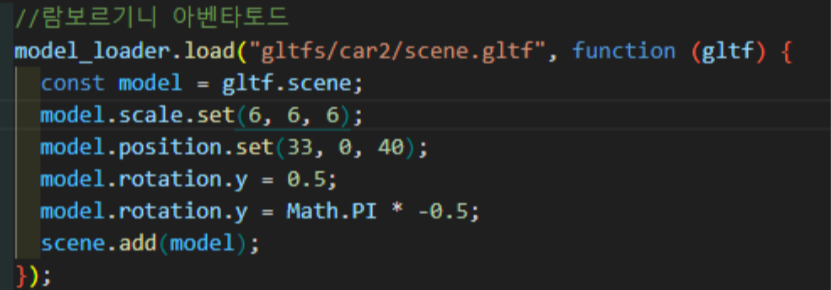 //람보르기니 아벤타토드
model_loader.load("gltfs/car2/scene.gltf", function (gltf) {
const model = gltf.scene;
model.scale.set(6, 6, 6);
model.position.set(33, 0, 40);
model.rotation.y = 0.5;
model.rotation.y = Math.PI * -0.5;
scene.add(model);
});